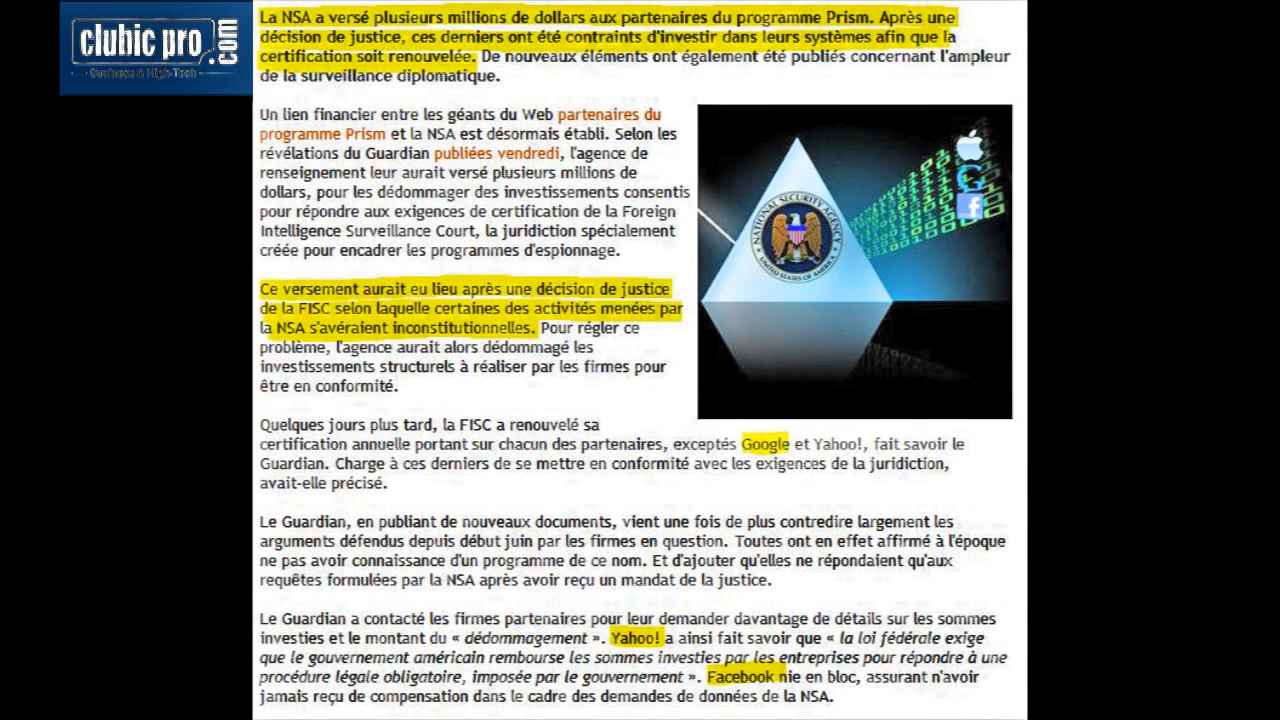 clubic pro.com
Business & High-Tech
La NSA a versé plusieurs millions de dollars aux partenaires du programme Prism. Après une
décision de justice, ces derniers ont été contraints d'investir dans leurs systèmes afin que la
certification soit renouvelée. De nouveaux éléments ont également été publiés concernant l'ampleur
de la surveillance diplomatique.
Un lien financier entre les géants du Web partenaires du
programme Prism et la NSA est désormais établi. Selon les
révélations du Guardian publiées vendredi, l'agence de
renseignement leur aurait versé plusieurs millions de
dollars, pour les dédommager des investissements consentis
pour répondre aux exigences de certification de la Foreign
Intelligence Surveillance Court, la juridiction spécialement
créée pour encadrer les programmes d'espionnage.
NATIONAL SECURITY AGENCY
UNITED STATES OF AMERICA
Ce versement aurait eu lieu après une décision de justice
de la FISC selon laquelle certaines des activités menées par
la NSA s'avéraient inconstitutionnelles. Pour régler ce
problème, l'agence aurait alors dédommagé les
investissements structurels à réaliser par les firmes pour
être en conformité.
Quelques jours plus tard, la FISC a renouvelé sa
certification annuelle portant sur chacun des partenaires, exceptés Google et Yahoo!, fait savoir le
Guardian. Charge à ces derniers de se mettre en conformité avec les exigences de la juridiction,
avait-elle précisé.
Le Guardian, en publiant de nouveaux documents, vient une fois de plus contredire largement les
arguments défendus depuis début juin par les firmes en question. Toutes ont en effet affirmé à l'époque
ne pas avoir connaissance d'un programme de ce nom. Et d'ajouter qu'elles ne répondaient qu'aux
requêtes formulées par la NSA après avoir reçu un mandat de la justice.
Le Guardian a contacté les firmes partenaires pour leur demander davantage de détails sur les sommes
investies et le montant du « dédommagement ». Yahoo! a ainsi fait savoir que « la loi fédérale exige
que le gouvernement américain rembourse les sommes investies par les entreprises pour répondre à une
procédure légale obligatoire, imposée par le gouvernement ». Facebook nie en bloc, assurant n'avoir
jamais reçu de compensation dans le cadre des demandes de données de la NSA.